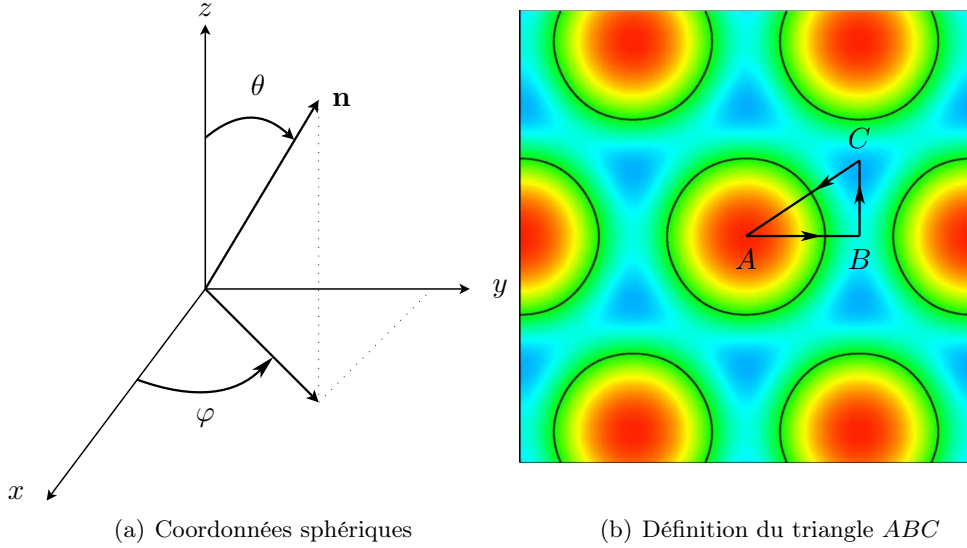 z
θ
n
y
φ
x
C
A
B
(a) Coordonnées sphériques
(b) Définition du triangle ABC